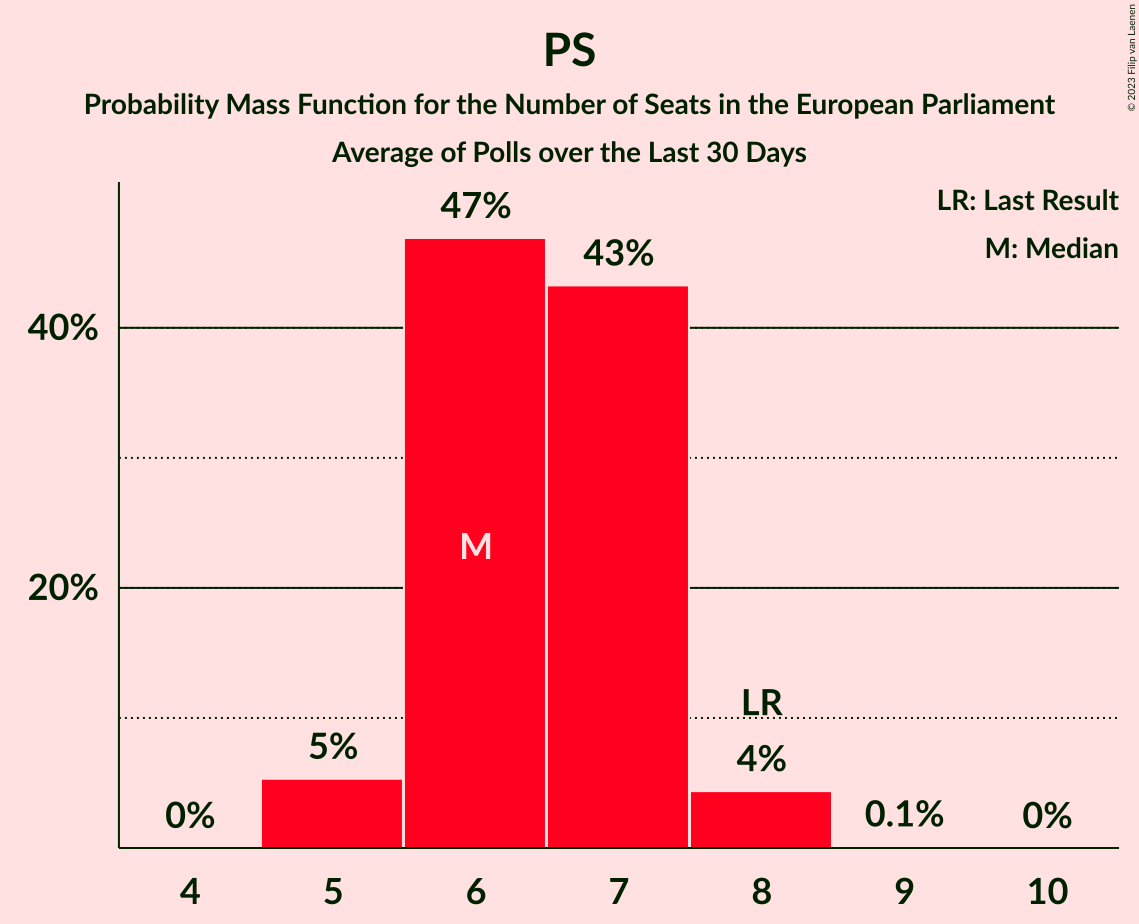 PS
Probability Mass Function for the Number of Seats in the European Parliament
Average of Polls over the Last 30 Days
© 2023 Filip van Laenen
LR: Last Result
M: Median
47%
43%
40%
M
20%
LR
5%
4%
0%
0.1%
0%
4 5 6 7 8 9 10